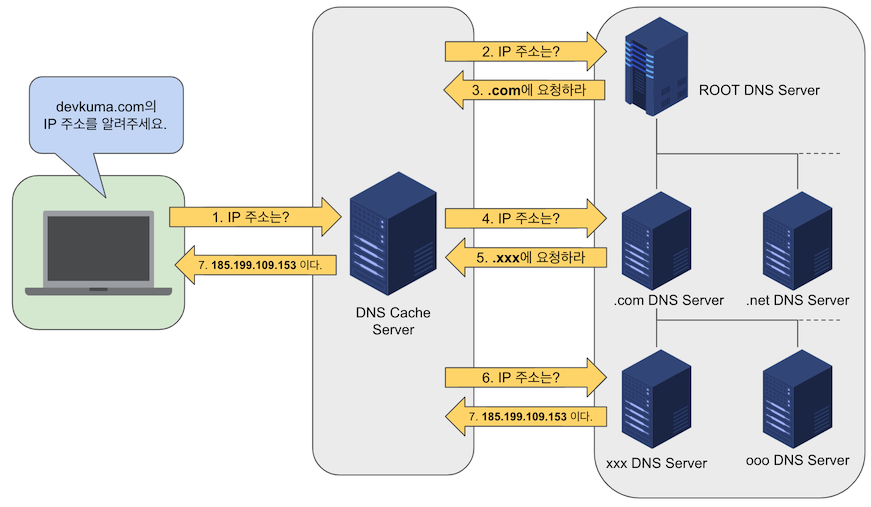 devkuma.com의
IP 주소를 알려주세요.
1. IP 주소는?
7. 185.199.109.153 이다.
DNS Cache
Server
2. IP 주소는?
3. .com에 요청하라
4. IP 주소는?
5. .xxx에 요청하라
6. IP 주소는?
7. 185.199.109.153 이다.
ROOT DNS Server
.com DNS Server
.net DNS Server
xxx DNS Server
ooo DNS Server